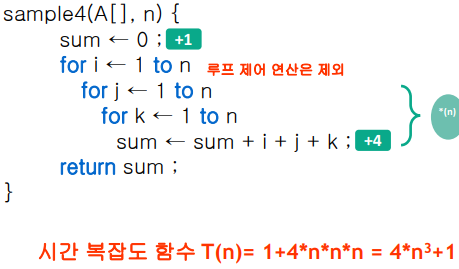 sample4(A[], n) {
sum ← 0 ; +1
for i ← 1 to n 루프 제어 연산은 제외
for j ← 1 to n
for k ← 1 to n
sum ← sum + i + j + k ; +4
*(n)
return sum ;
}
시간 복잡도 함수 T(n)= 1+4*n*n*n = 4*n³+1